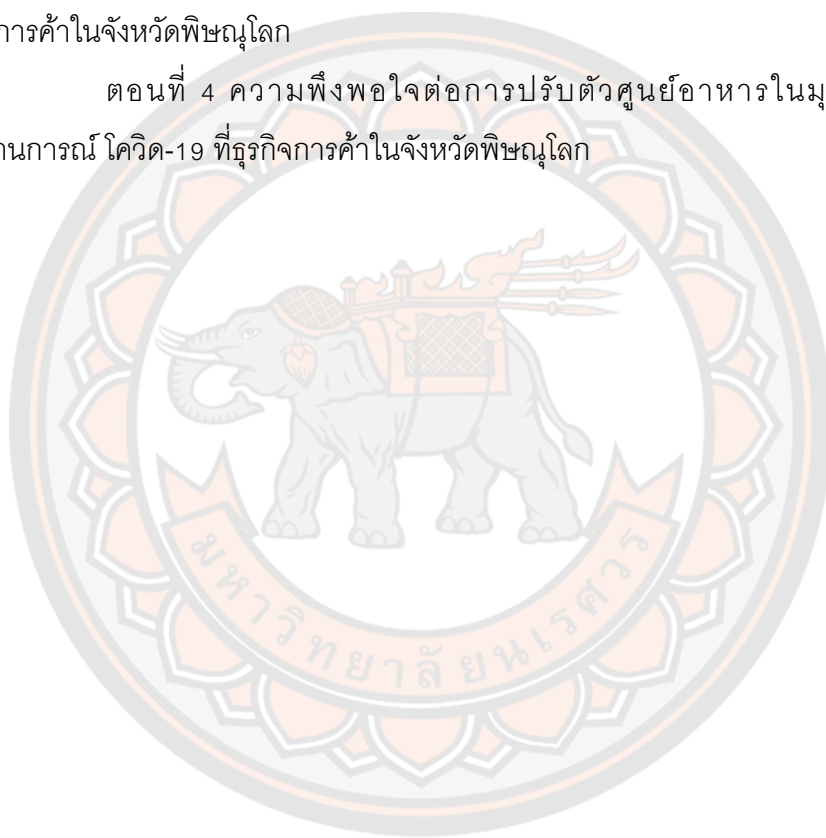 การค้าในจังหวัดพิษณุโลก
ตอนที่ 4 ความพึงพอใจต่อการปรับตัวศูนย์อาหารในมุ
านการณ์ โควิด-19 ที่ธุรกิจการค้าในจังหวัดพิษณุโลก
มหาวิทยาลัยนเรศวร